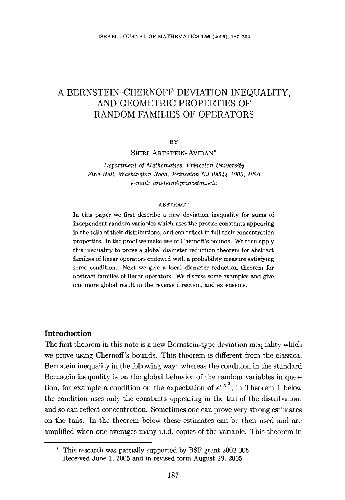 ISRAEL JOURNAL OF MATHEMATICS 156 (2006), 187–204
A BERNSTEIN–CHERNOFF DEVIATION INEQUALITY,
AND GEOMETRIC PROPERTIES OF
RANDOM FAMILIES OF OPERATORS
BY
SHIRI ARTSTEIN-AVIDAN*
Department of Mathematics, Princeton University
Fine Hall, Washington Road, Princeton NJ 08544 1000, USA
e-mail: artstein@princeton.edu
ABSTRACT
In this paper we first describe a new deviation inequality for sums of
independent random variables which uses the precise constants appearing
in the tails of their distributions, and can reflect in full their concentration
properties. In the proof we make use of Chernoff's bounds. We then apply
this inequality to prove a global diameter reduction theorem for abstract
families of linear operators endowed with a probability measure satisfying
some condition. Next we give a local diameter reduction theorem for
abstract families of linear operators. We discuss some examples and give
one more global result in the reverse direction, and extensions.
Introduction
The first theorem in this note is a new Bernstein-type deviation inequality which
we prove using Chernoff's bounds. This theorem is different from the classical
Bernstein inequality in the following way: whereas the condition in the standard
Bernstein inequality is on the global behavior of the random variables in ques-
tion, for example a condition on the expectation of in Theorem 1 below
the condition uses only the constants appearing in the tail of the distribution,
and so can reflect concentration. Sometimes one can prove very strong estimates
on the tails. In the theorem below these estimates can be then used and are
amplified when one averages many i.i.d. copies of the variable. This theorem is
* This research was partially supported by BSF grant 2002-006
Received June 1, 2005 and in revised form August 29, 2005
187